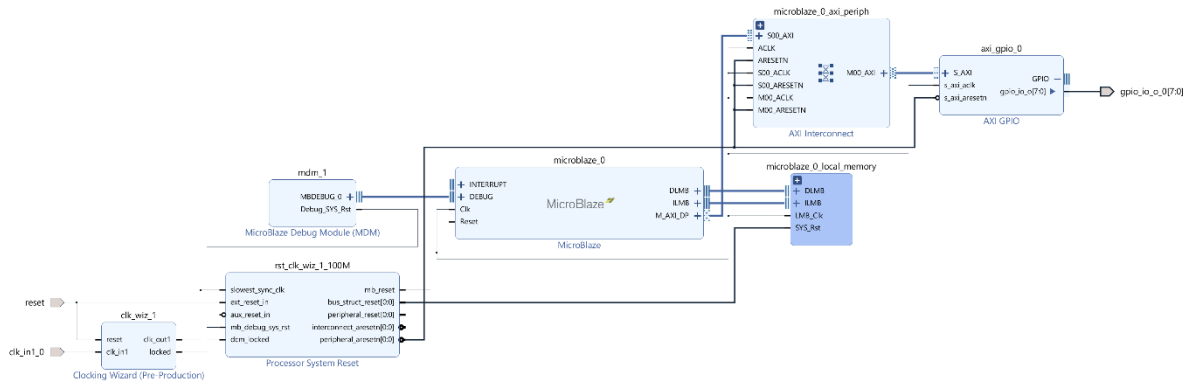 microblaze_0_axi_periph
S00_AXI
ACLK
ARESETN
S00_ACLK
S00_ARESETN
M00_ACLK
M00_ARESETN
M00_AXI
AXI Interconnect
axi_gpio_0
S_AXI
s_axi_aclk
s_axi_aresetn
GPIO
gpio_io_o[7:0]
AXI GPIO
gpio_io_o_0[7:0]
mdm_1
MBDEBUG_0
Debug_SYS_Rst
MicroBlaze Debug Module (MDM)
microblaze_0
INTERRUPT
DEBUG
Clk
Reset
MicroBlaze
DLMB
ILMB
M_AXI_DP
MicroBlaze
microblaze_0_local_memory
DLMB
ILMB
LMB_Clk
SYS_Rst
rst_clk_wiz_1_100M
slowest_sync_clk
ext_reset_in
aux_reset_in
mb_debug_sys_rst
dcm_locked
mb_reset
bus_struct_reset[0:0]
peripheral_reset[0:0]
interconnect_aresetn[0:0]
peripheral_aresetn[0:0]
Processor System Reset
reset
clk_in1_0
clk_wiz_1
reset
clk_in1
clk_out1
locked
Clocking Wizard (Pre-Production)